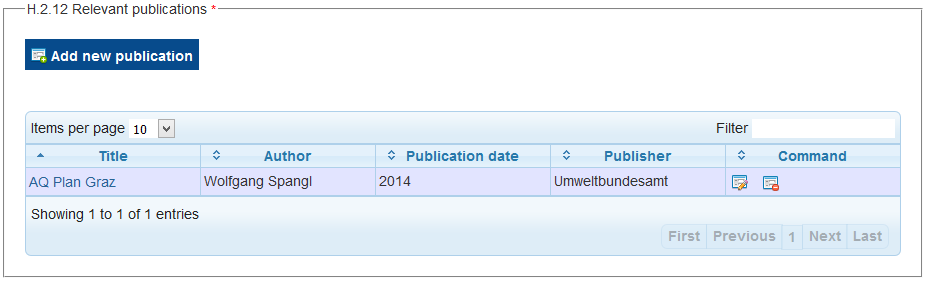 H.2.12 Relevant publications *
Add new publication
Items per page 10 Filter
Title Author Publication date Publisher Command
AQ Plan Graz Wolfgang Spangl 2014 Umweltbundesamt
Showing 1 to 1 of 1 entries
First Previous 1 Next Last